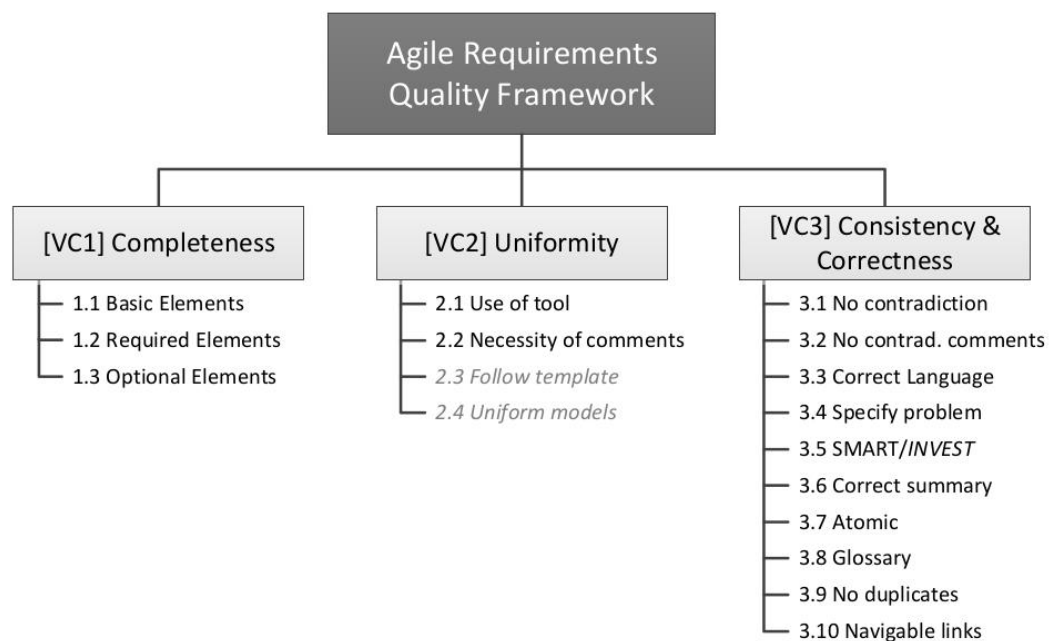 Agile Requirements
Quality Framework
[VC1] Completeness
1.1 Basic Elements
1.2 Required Elements
1.3 Optional Elements
[VC2] Uniformity
2.1 Use of tool
2.2 Necessity of comments
2.3 Follow template
2.4 Uniform models
[VC3] Consistency &
Correctness
3.1 No contradiction
3.2 No contrad. comments
3.3 Correct Language
3.4 Specify problem
3.5 SMART/INVEST
3.6 Correct summary
3.7 Atomic
3.8 Glossary
3.9 No duplicates
3.10 Navigable links